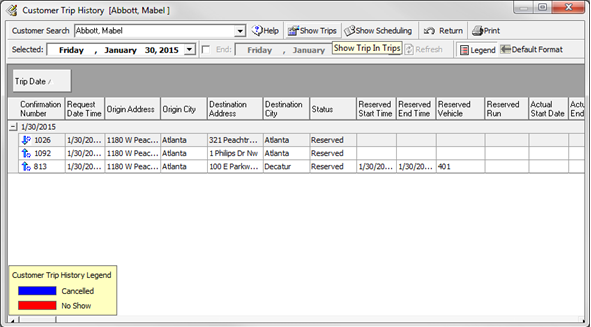 Customer Trip History [Abbott, Mabel ]
Customer Search Abbott, Mabel Help Show Trips Show Scheduling Return Print
Selected: Friday , January 30, 2015 End: Friday , January Refresh Legend Default Format
Show Trip In Trips
Trip Date /
Confirmation Number Request Date Time Origin Address Origin City Destination Address Destination City Status Reserved Start Time Reserved End Time Reserved Vehicle Reserved Run Actual Start Date Actu End
1/30/2015
1026 1/30/20... 1180 W Peac... Atlanta 321 Peachtr... Atlanta Reserved
1092 1/30/20... 1180 W Peac... Atlanta 1 Philips Dr Nw Atlanta Reserved
813 1/30/20... 1180 W Peac... Atlanta 100 E Parkw... Decatur Reserved 1/30/20... 1/30/20... 401
Customer Trip History Legend
Cancelled
No Show